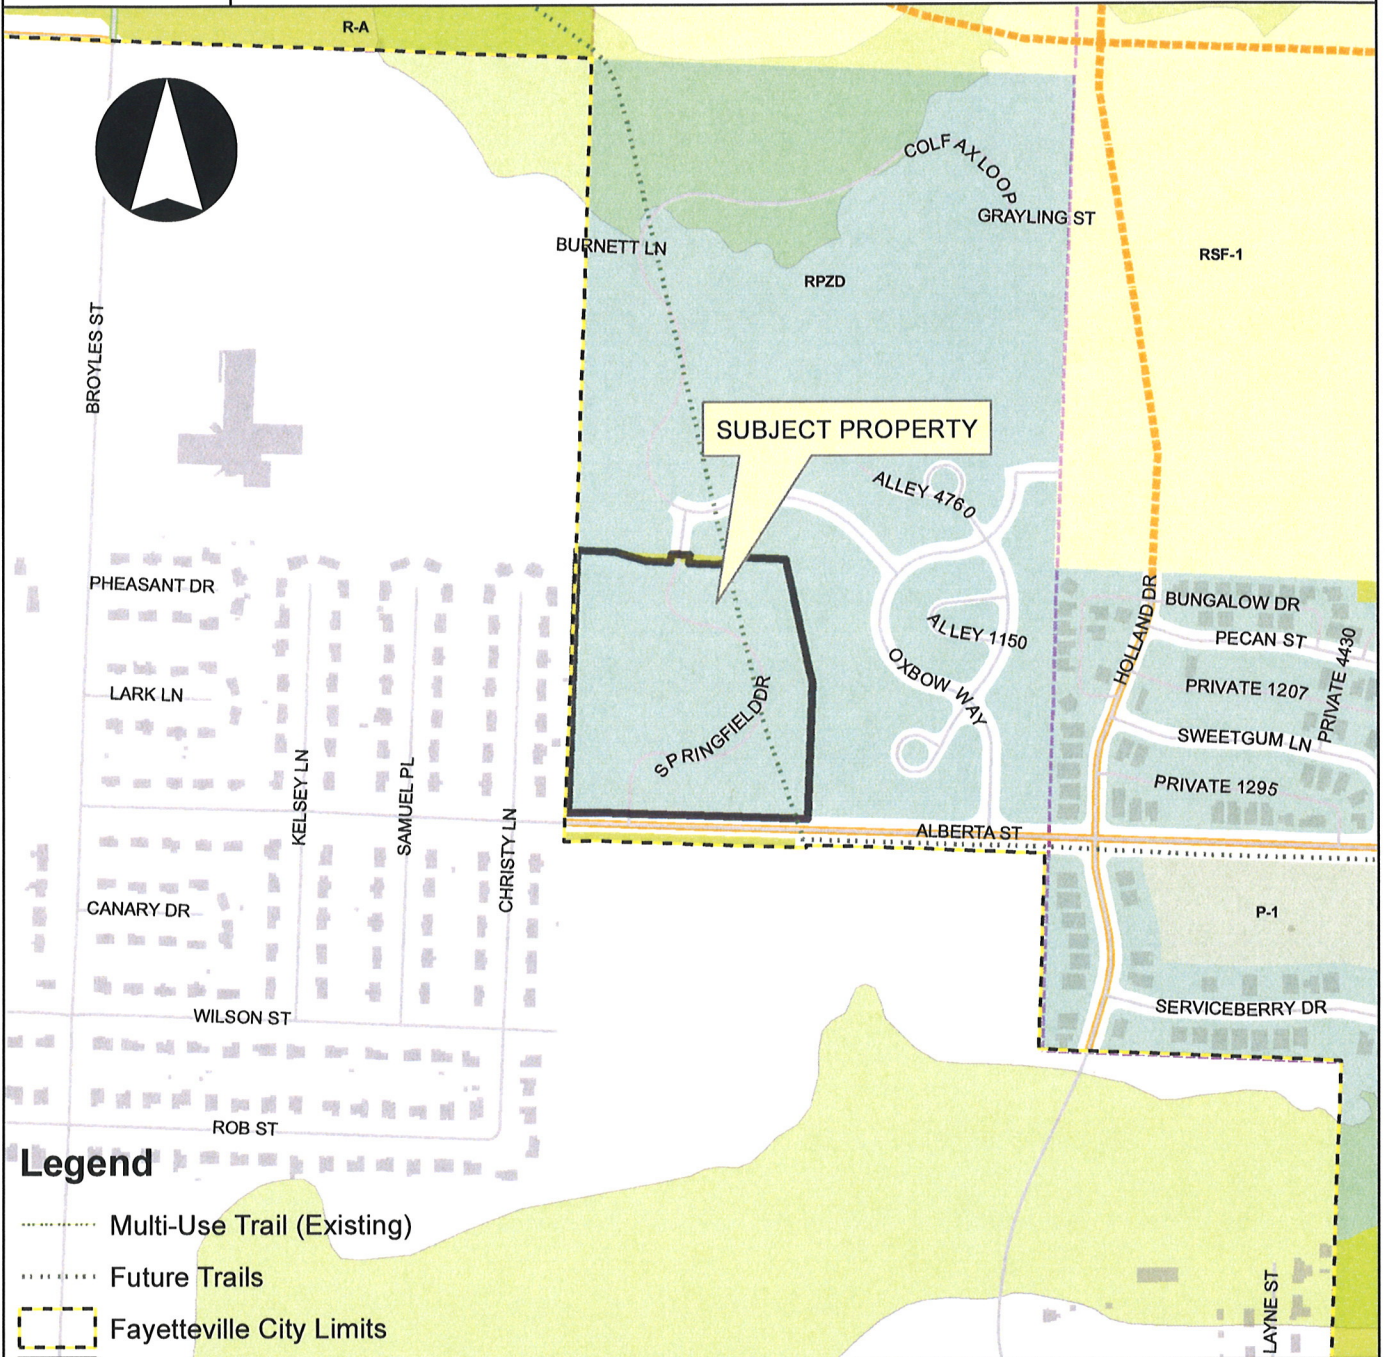 R-A
COLFAX LOOP
GRAYLING ST
BURNETT LN
RSF-1
RPZD
BROYLES ST
SUBJECT PROPERTY
ALLEY 4760
PHEASANT DR
BUNGALOW DR
HOLLAND DR
PECAN ST
ALLEY 1150
PRIVATE 4430
LARK LN
OXBOW WAY
PRIVATE 1207
SPRINGFIELD DR
SWEETGUM LN
KELSEY LN
SAMUEL PL
PRIVATE 1295
CHRISTY LN
ALBERTA ST
CANARY DR
P-1
WILSON ST
SERVICEBERRY DR
ROB ST
Legend
Multi-Use Trail (Existing)
Future Trails
Fayetteville City Limits
LAYNE ST